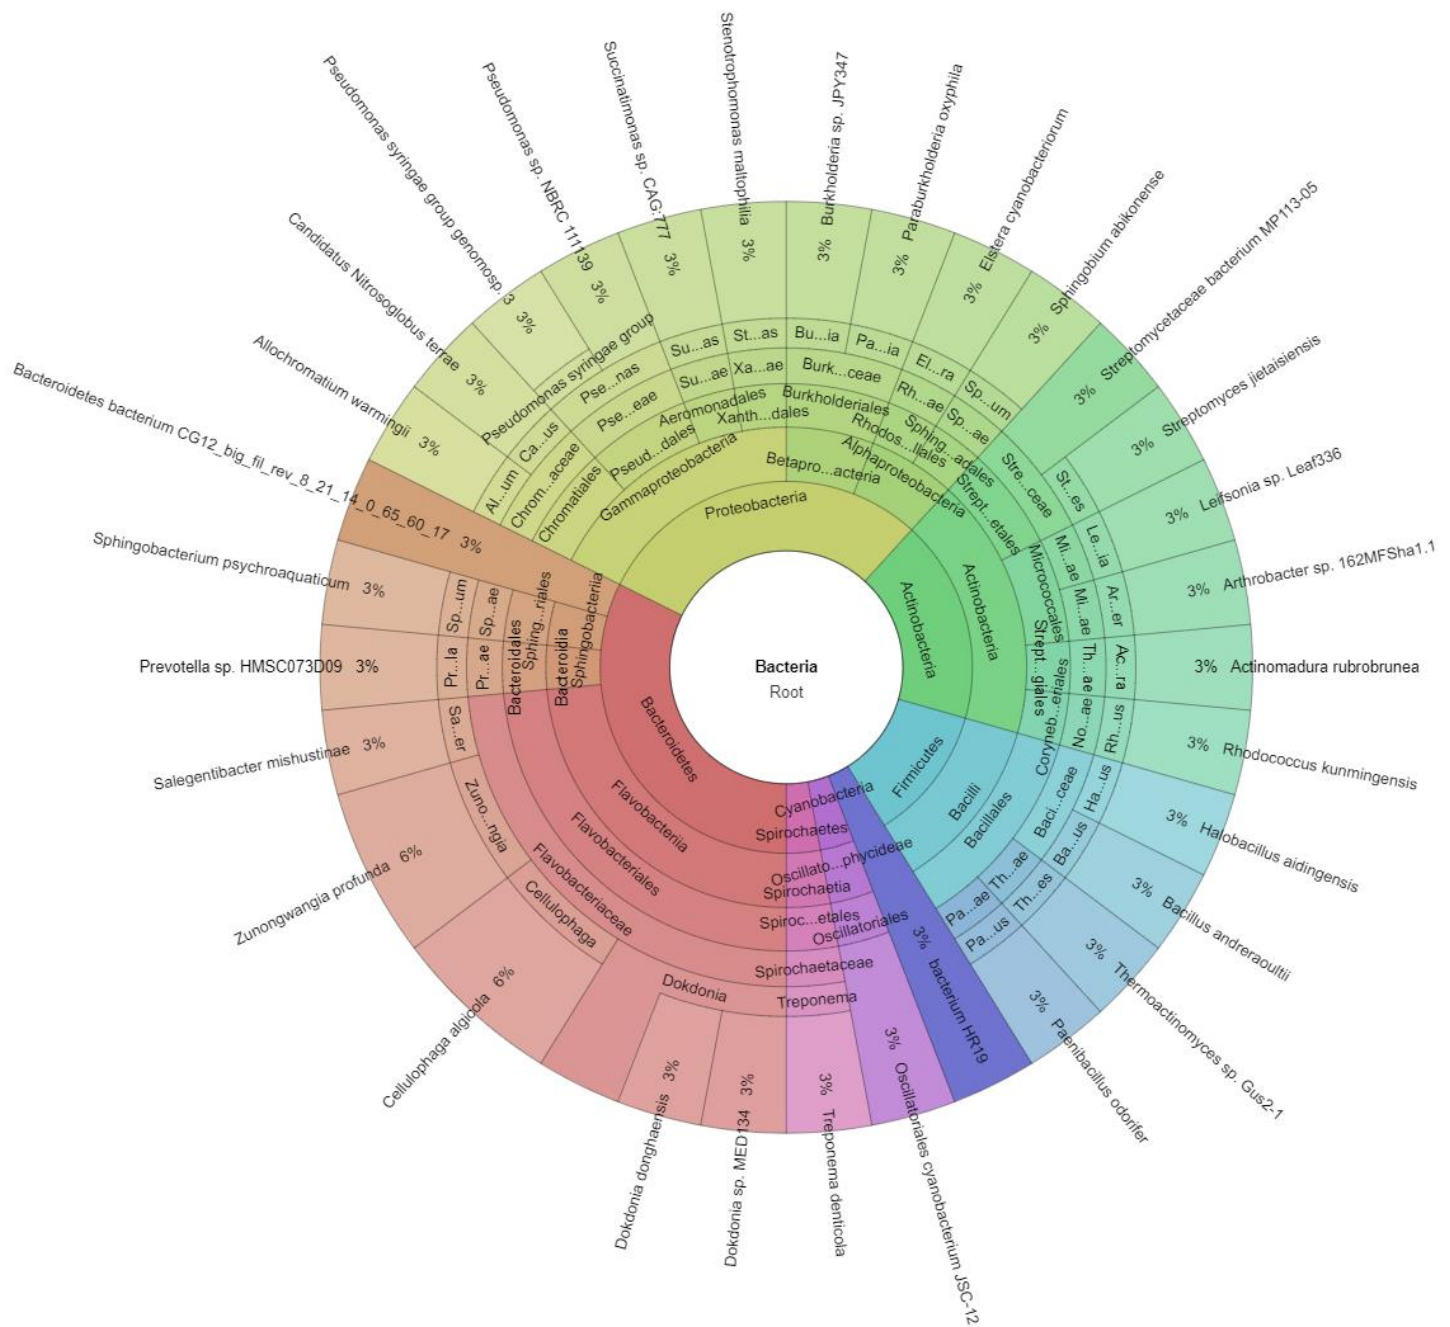 Bacteria
Root
Proteobacteria
Actinobacteria
Firmicutes
Cyanobacteria
Spirochaetes
Bacteroidetes
Gammaproteobacteria
Betapro...acteria
Alphaproteobacteria
Actinobacteria
Bacilli
Oscillato...phycideae
Spirochaetia
Flavobacteriia
Bacteroidia
Sphingobacteriia
Chromatiales
Pseud...dales
Aeromonadales
Xanth...dales
Burkholderiales
Rhodos...llales
Sphing...adales
Strept...etales
Micrococcales
Strept...giales
Coryneb...eriales
Bacillales
Oscillatoriales
Spiroc...etales
Flavobacteriales
Bacteroidales
Sphing...riales
Chrom...aceae
Pse...eae
Su...ae
Xa...ae
Burk...ceae
Rh...ae
Sp...ae
Stre...ceae
Mi...ae
Mi...ae
Th...ae
No...ae
Baci...ceae
Th...ae
Pa...ae
Spirochaetaceae
Flavobacteriaceae
Pr...ae
Sp...ae
Al...um
Ca...us
Pse...nas
Su...as
St...as
Bu...ia
Pa...ia
El...ra
Sp...um
St...es
Le...ia
Ar...er
Ac...ra
Rh...us
Ha...us
Ba...us
Th...es
Pa...us
Treponema
Dokdonia
Cellulophaga
Zuno...ngia
Sa...er
Pr...la
Sp...um
Pseudomonas syringae group
3% Bacteroidetes bacterium CG12_big_fil_rev_8_21_14_0_65_60_17
3% Allochromatium warmingii
3% Candidatus Nitrosoglobus terrae
3% Pseudomonas syringae group genomosp. 3
3% Pseudomonas sp. NBRC 111139
3% Succinatimonas sp. CAG:777
3% Stenotrophomonas maltophilia
3% Burkholderia sp. JPY347
3% Paraburkholderia oxyphila
3% Elstera cyanobacteriorum
3% Sphingobium abikonense
3% Streptomycetaceae bacterium MP113-05
3% Streptomyces jietaisiensis
3% Leifsonia sp. Leaf336
3% Arthrobacter sp. 162MFSha1.1
3% Actinomadura rubrobrunea
3% Rhodococcus kunmingensis
3% Halobacillus aidingensis
3% Bacillus andreraoultii
3% Thermoactinomyces sp. Gus2-1
3% Paenibacillus odorifer
3% bacterium HR19
3% Oscillatoriales cyanobacterium JSC-12
3% Treponema denticola
Dokdonia sp. MED134 3%
Dokdonia donghaensis 3%
Cellulophaga algicola 6%
Zunongwangia profunda 6%
Salegentibacter mishustinae 3%
Prevotella sp. HMSC073D09 3%
Sphingobacterium psychroaquaticum 3%